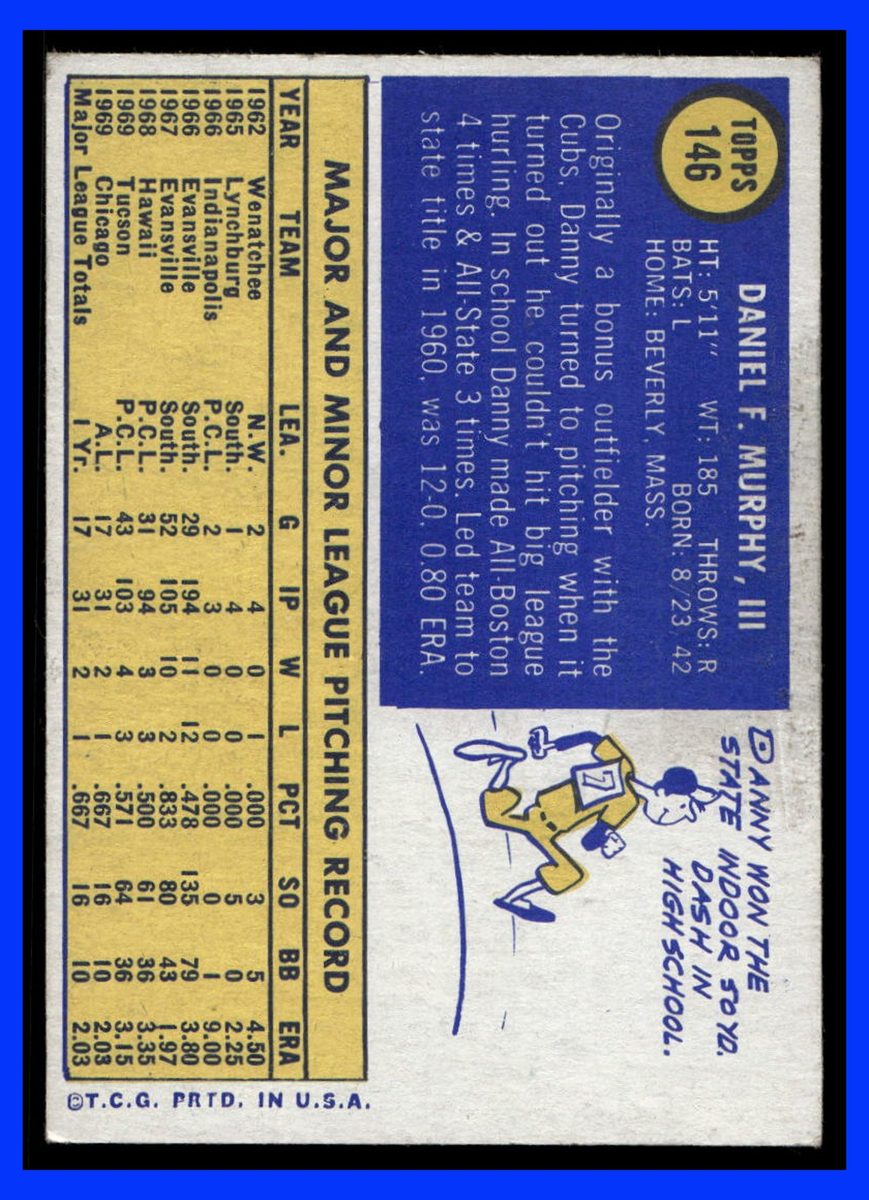 TOPPS
146
DANIEL F. MURPHY, III
HT: 5'11" WT: 185 THROWS: R
BATS: L BORN: 8/23/42
HOME: BEVERLY, MASS.
Originally a bonus outfielder with the
Cubs, Danny turned to pitching when it
turned out he couldn't hit big league
hurling. In school Danny made All-Boston
4 times & All-State 3 times. Led team to
state title in 1960, was 12-0, 0.80 ERA.
DANNY WON THE
STATE INDOOR 50 YD.
DASH IN
HIGH SCHOOL.
7
MAJOR AND MINOR LEAGUE PITCHING RECORD
YEAR TEAM LEA. G IP W L PCT SO BB ERA
1962 Wenatchee N.W. 2 4 0 1 .000 3 5 4.50
1965 Lynchburg South. 1 4 0 0 .000 5 0 2.25
1966 Indianapolis P.C.L. 2 3 0 0 .000 0 1 9.00
1966 Evansville South. 29 194 11 12 .478 135 79 3.80
1967 Evansville South. 52 105 10 2 .833 80 43 1.97
1968 Hawaii P.C.L. 31 94 3 3 .500 61 36 3.35
1969 Tucson P.C.L. 43 103 4 3 .571 64 36 3.15
1969 Chicago A.L. 17 31 2 1 .667 16 10 2.03
Major League Totals 1 Yr. 17 31 2 1 .667 16 10 2.03
©T.C.G. PRTD. IN U.S.A.